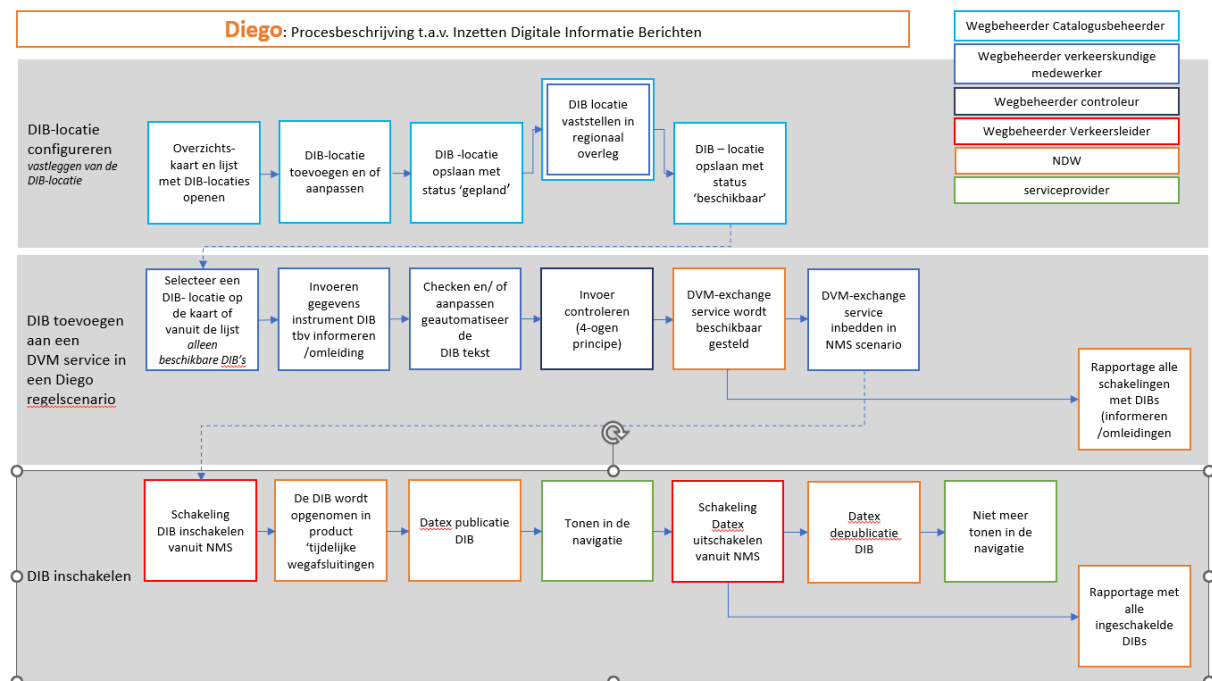 Diego: Procesbeschrijving t.a.v. Inzetten Digitale Informatie Berichten
Wegbeheerder Catalogusbeheerder
Wegbeheerder verkeerskundige
medewerker
Wegbeheerder controleur
Wegbeheerder Verkeersleider
NDW
serviceprovider
DIB-locatie
configureren
vastleggen van de
DIB-locatie
Overzichts-
kaart en lijst
met DIB-locaties
openen
DIB-locatie
toevoegen en of
aanpassen
DIB -locatie
opslaan met
status ‘gepland’
DIB locatie
vaststellen in
regionaal
overleg
DIB – locatie
opslaan met
status
‘beschikbaar’
DIB toevoegen
aan een
DVM service in
een Diego
regelscenario
Selecteer een
DIB- locatie op
de kaart of
vanuit de lijst
alleen
beschikbare DIB’s
Invoeren
gegevens
instrument DIB
tbv informeren
/omleiding
Checken en/ of
aanpassen
geautomatiseer
de
DIB tekst
Invoer
controleren
(4-ogen
principe)
DVM-exchange
service wordt
beschikbaar
gesteld
DVM-exchange
service
inbedden in
NMS scenario
Rapportage alle
schakelingen
met DIBs
(informeren
/omleidingen
DIB inschakelen
Schakeling
DIB inschakelen
vanuit NMS
De DIB wordt
opgenomen in
product
‘tijdelijke
wegafsluitingen
Datex publicatie
DIB
Tonen in de
navigatie
Schakeling
Datex
uitschakelen
vanuit NMS
Datex
depublicatie
DIB
Niet meer
tonen in de
navigatie
Rapportage met
alle
ingeschakelde
DIBs